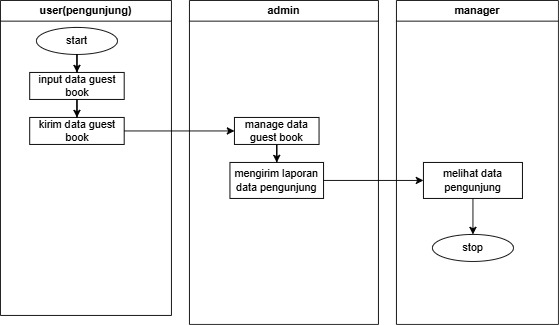 user(pengunjung)
admin
manager
start
input data guest
book
kirim data guest
book
manage data
guest book
mengirim laporan
data pengunjung
melihat data
pengunjung
stop